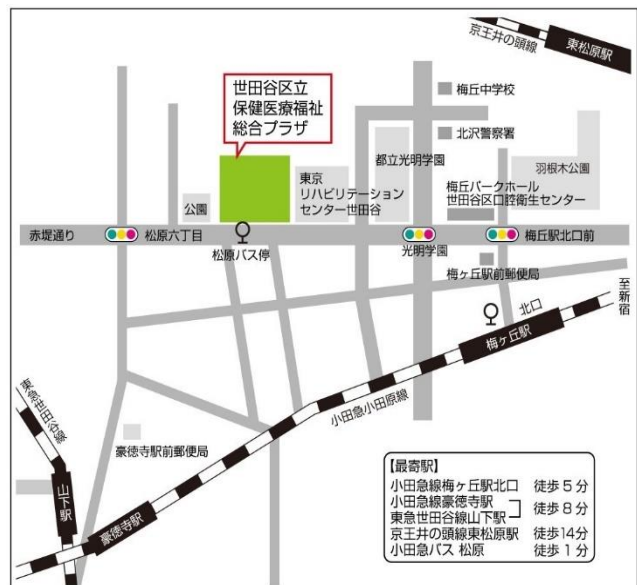 京王井の頭線
東松原駅
世田谷区立
保健医療福祉
総合プラザ
梅丘中学校
北沢警察署
都立光明学園
羽根木公園
東京
リハビリテーション
センター世田谷
公園
梅丘パークホール
世田谷区口腔衛生センター
赤堤通り
松原六丁目
松原バス停
光明学園
梅丘駅北口前
梅ヶ丘駅前郵便局
至新宿
北口
梅ヶ丘駅
小田急小田原線
東急世田谷線
豪徳寺駅前郵便局
山下駅
豪徳寺駅
【最寄駅】
小田急線梅ヶ丘駅北口 徒歩5分
小田急線豪徳寺駅
東急世田谷線山下駅 徒歩8分
京王井の頭線東松原駅 徒歩14分
小田急バス 松原 徒歩1分